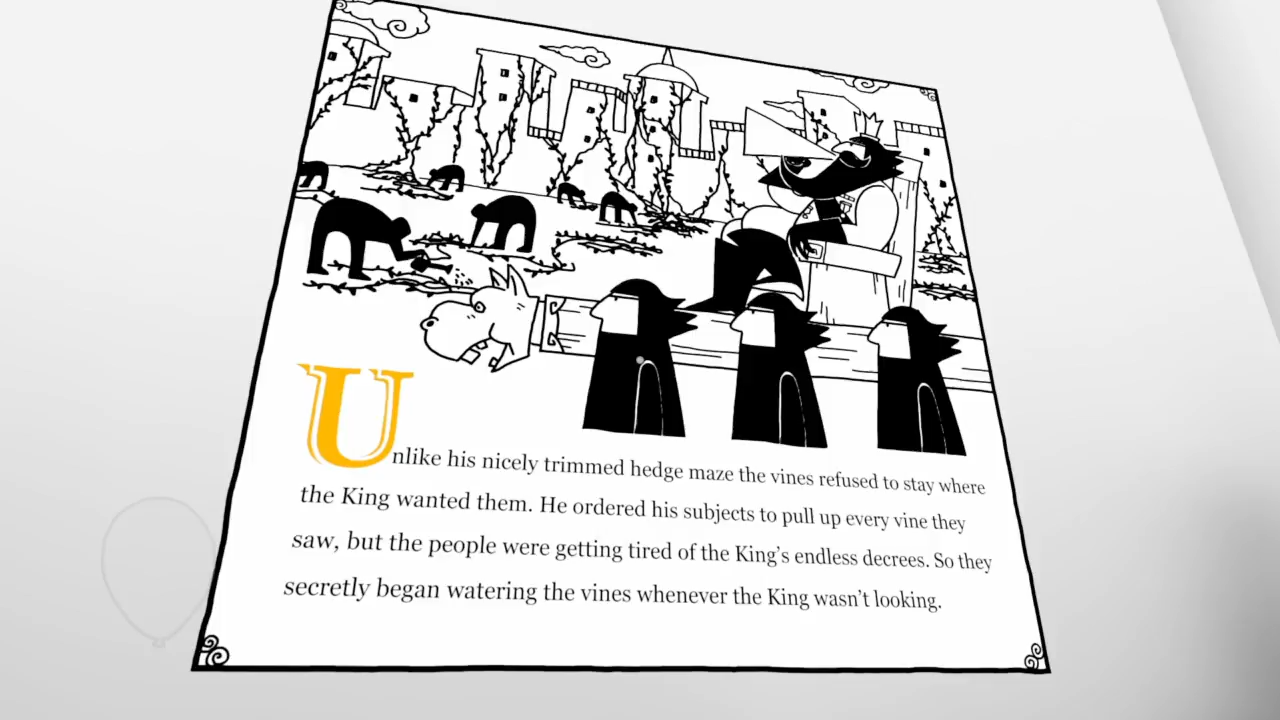 Unlike his nicely trimmed hedge maze the vines refused to stay where
the King wanted them. He ordered his subjects to pull up every vine they
saw, but the people were getting tired of the King's endless decrees. So they
secretly began watering the vines whenever the King wasn't looking.